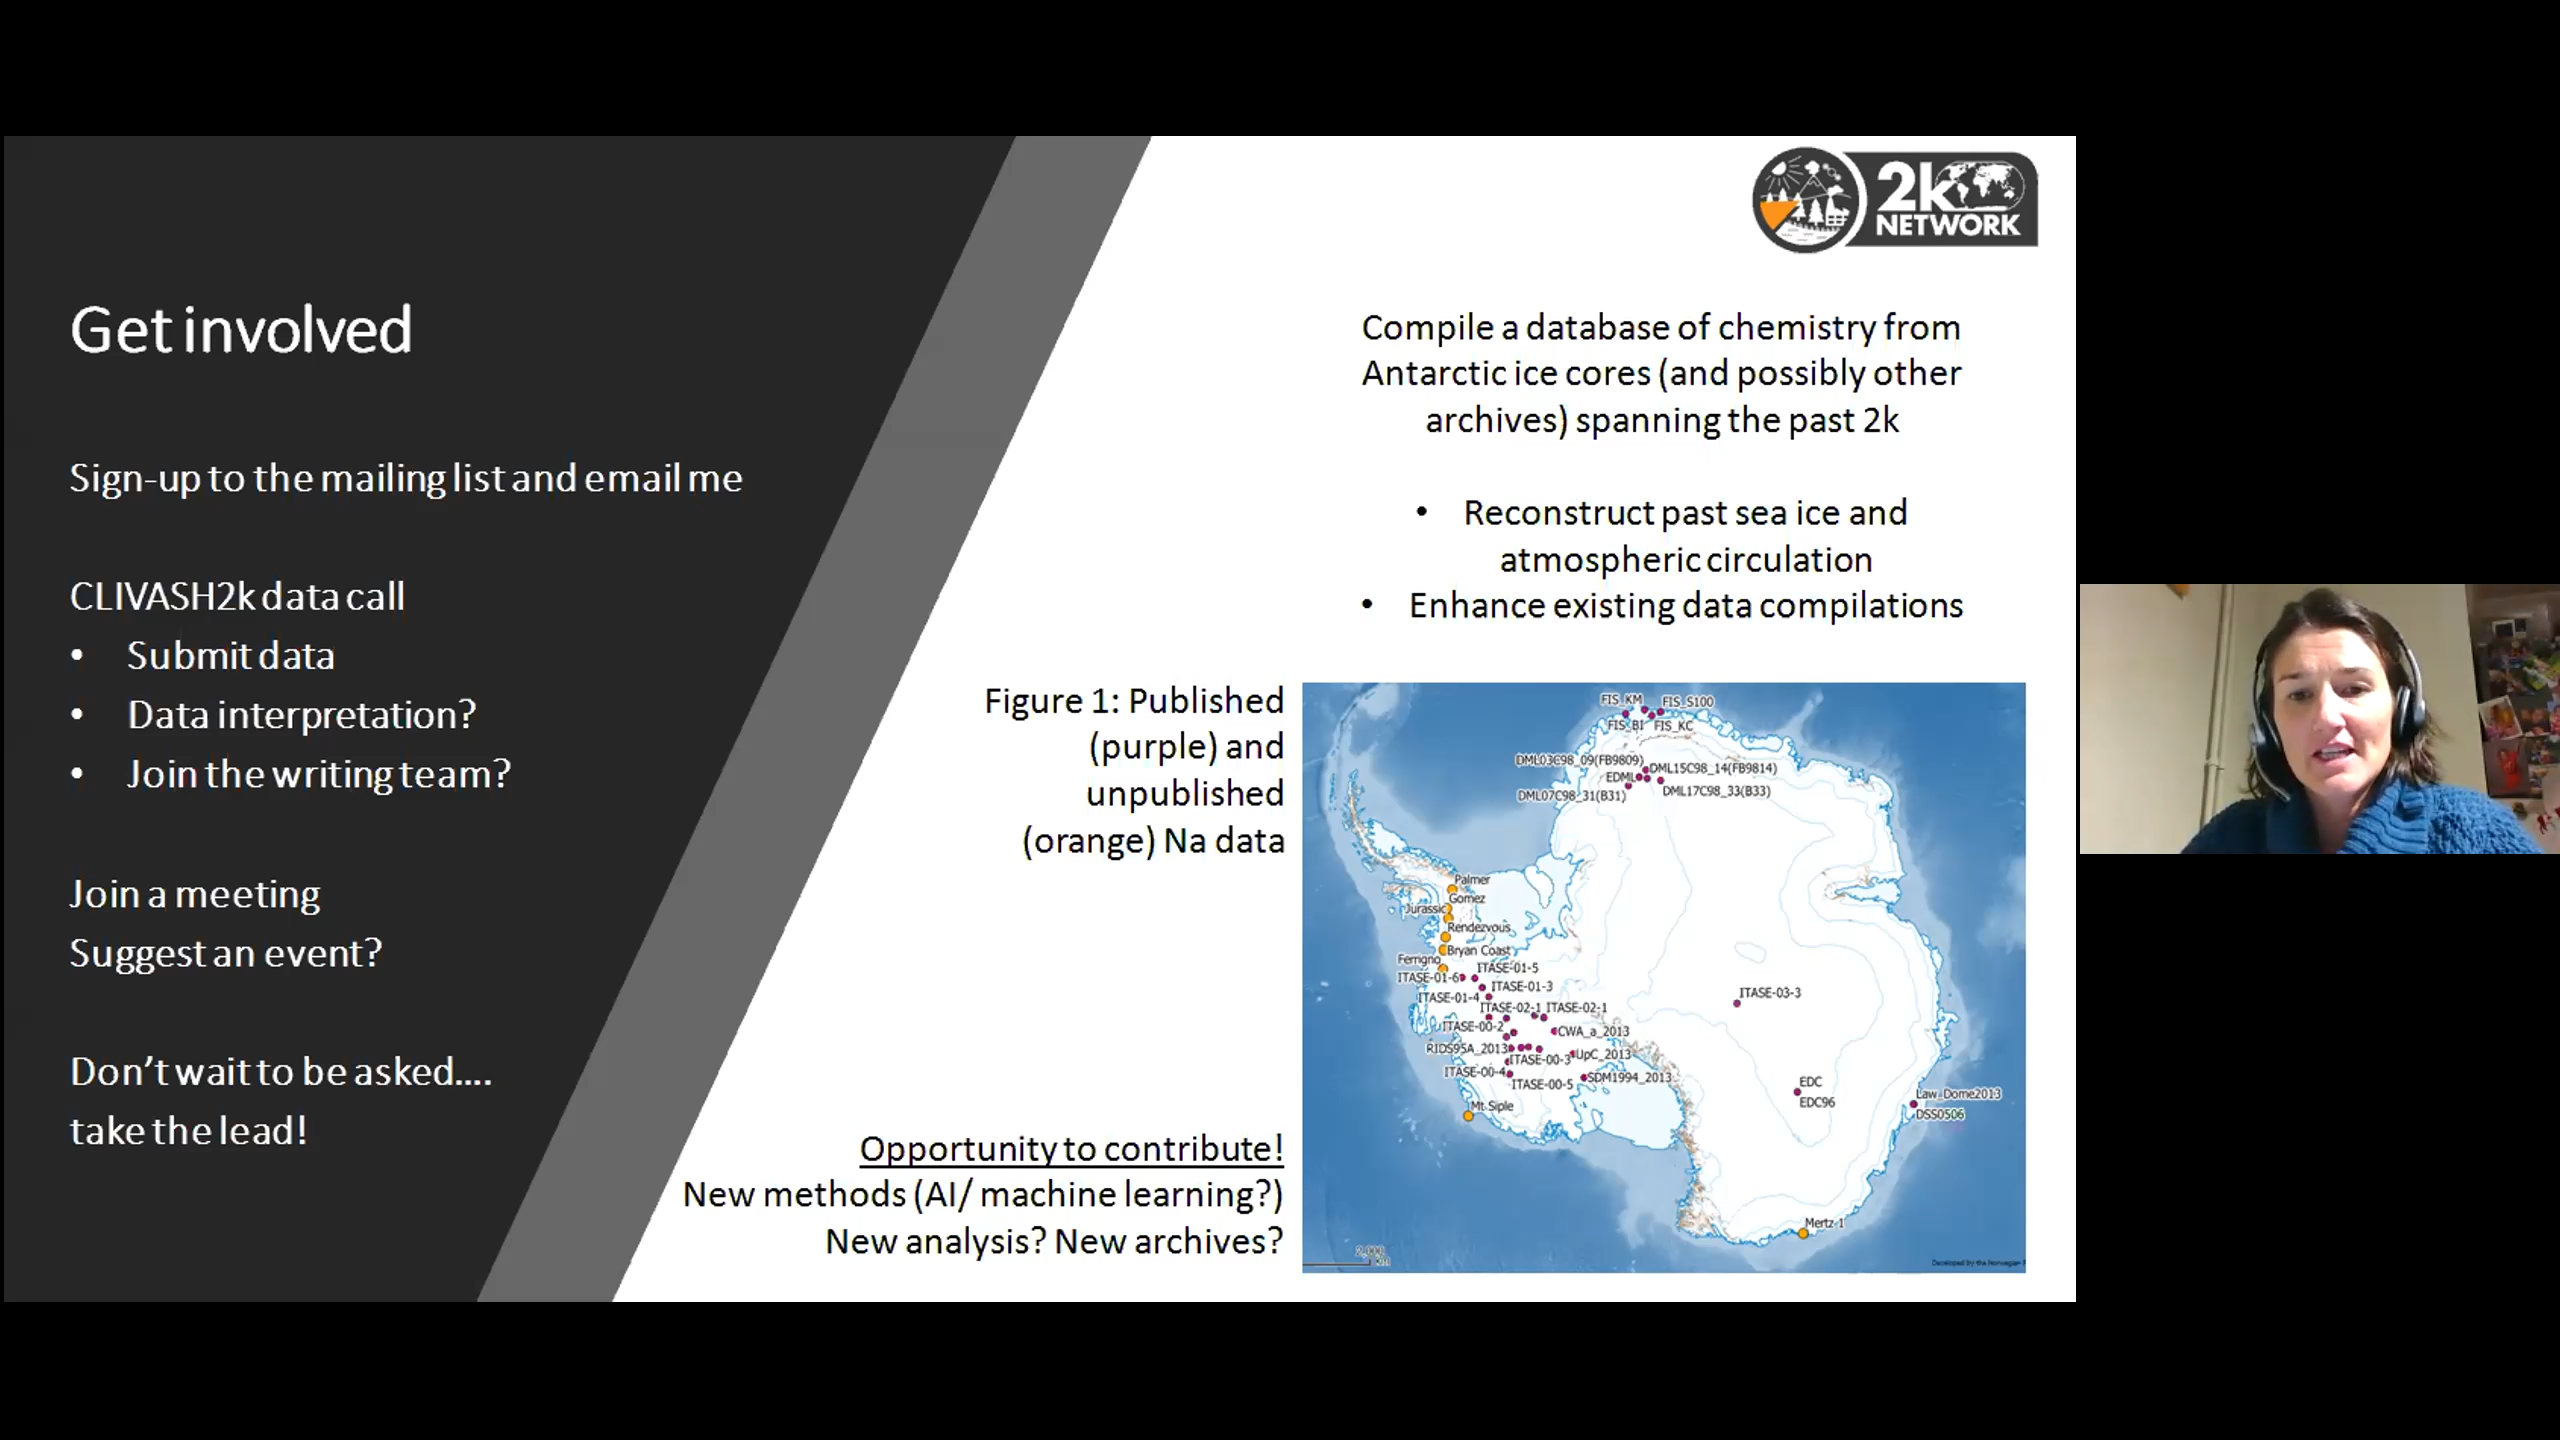 2k
NETWORK
Get involved
Sign-up to the mailing list and email me
CLIVASH2k data call
• Submit data
• Data interpretation?
• Join the writing team?
Join a meeting
Suggest an event?
Don’t wait to be asked....
take the lead!
Compile a database of chemistry from
Antarctic ice cores (and possibly other
archives) spanning the past 2k
• Reconstruct past sea ice and
atmospheric circulation
• Enhance existing data compilations
Figure 1: Published
(purple) and
unpublished
(orange) Na data
Opportunity to contribute!
New methods (AI/ machine learning?)
New analysis? New archives?
FIS_KM FIS_S100
FIS_BI FIS_KC
DML03C98_09(FB9809)
DML15C98_14(FB9814)
EDML
DML07C98_31(B31)
DML17C98_33(B33)
Palmer
Gomez
Jurassic
Rendezvous
Bryan Coast
Ferrigno
ITASE-01-5
ITASE-01-6
ITASE-01-3
ITASE-01-4
ITASE-02-1 ITASE-02-1
ITASE-00-2
CWA_a_2013
RIDS95A_2013
ITASE-00-3
UpC_2013
ITASE-00-4
ITASE-00-5
SDM1994_2013
Mt Siple
ITASE-03-3
EDC
EDC96
Law_Dome2013
DSS0506
Mertz 1
2,000
Developed by the Norwegian